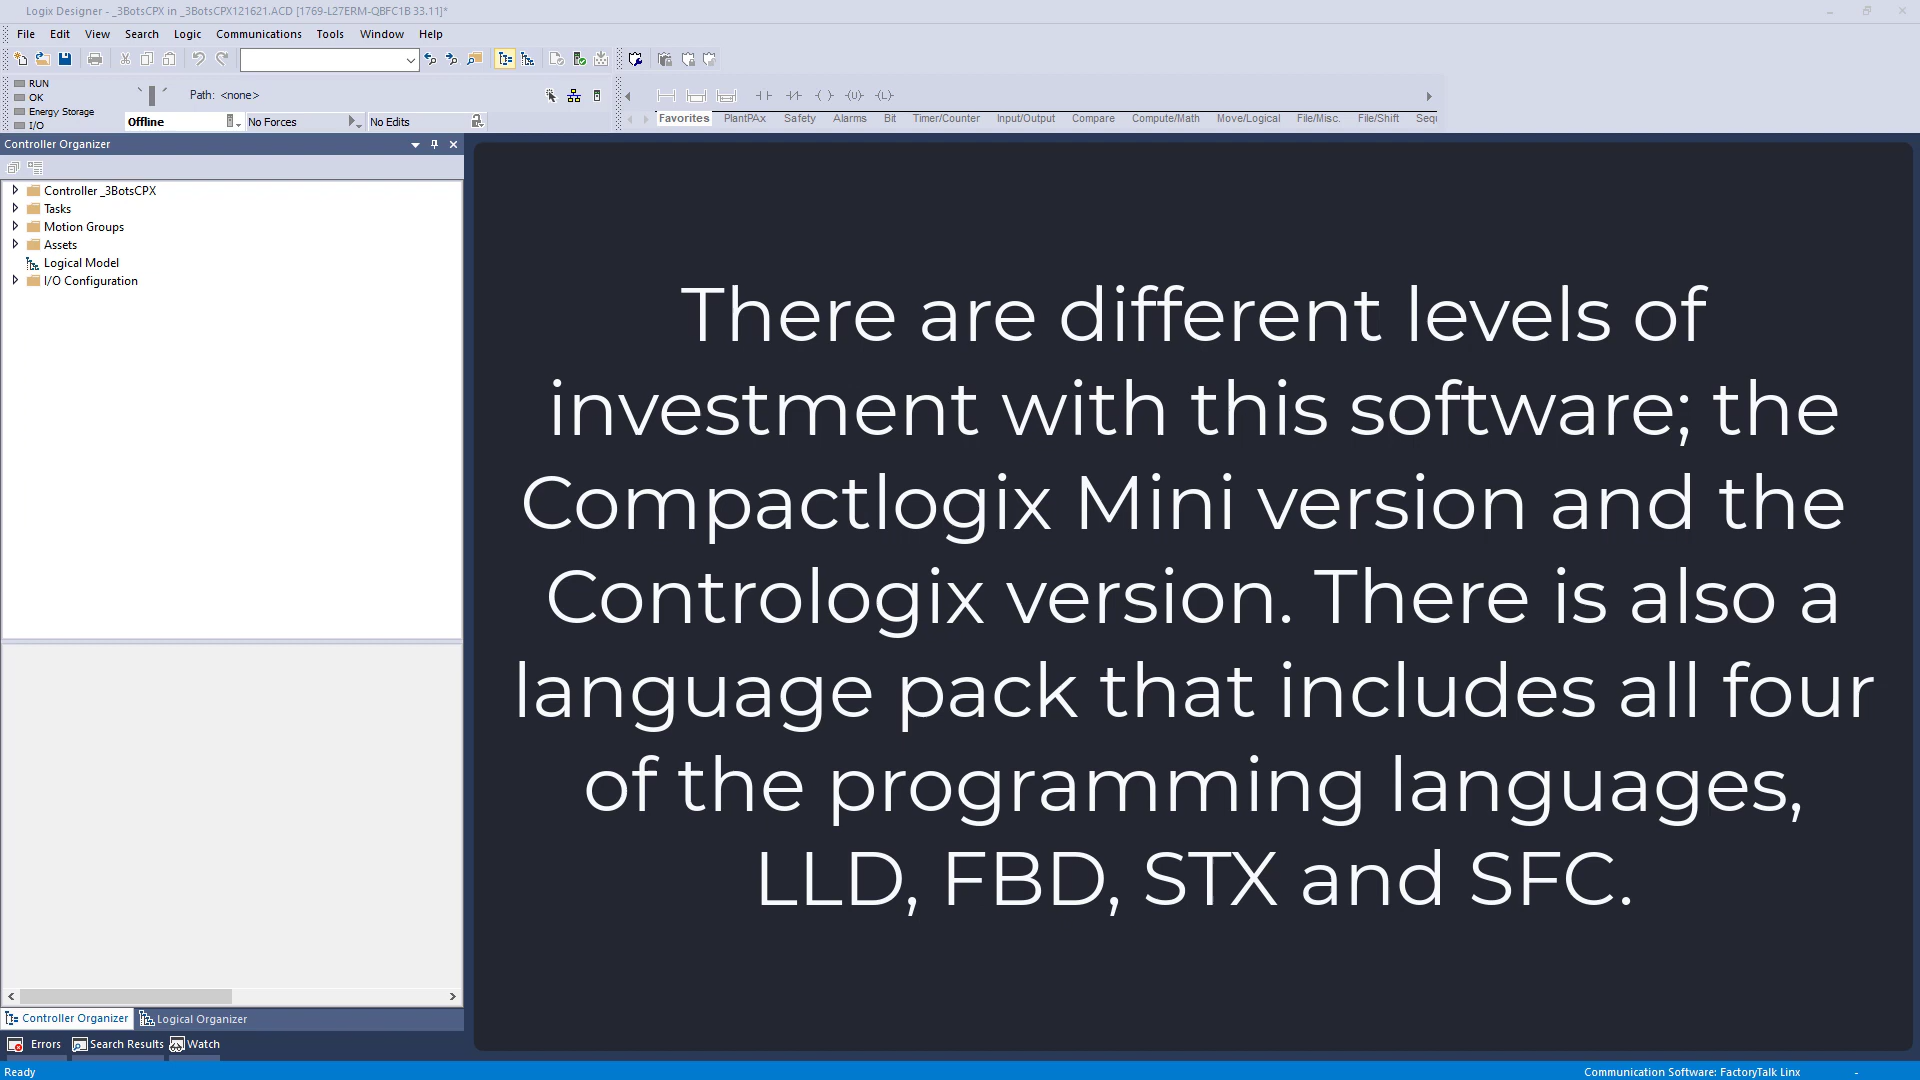 Logix Designer - _3BotsCPX in _3BotsCPX121621.ACD [1769-L27ERM-QBFC1B 33.11]*
File Edit View Search Logic Communications Tools Window Help
RUN
OK
Energy Storage
I/O
Path: <none>
Offline No Forces No Edits
Favorites PlantPAx Safety Alarms Bit Timer/Counter Input/Output Compare Compute/Math Move/Logical File/Misc. File/Shift Sequ
Controller Organizer
Controller _3BotsCPX
Tasks
Motion Groups
Assets
Logical Model
I/O Configuration
There are different levels of
investment with this software; the
Compactlogix Mini version and the
Contrologix version. There is also a
language pack that includes all four
of the programming languages,
LLD, FBD, STX and SFC.
Controller Organizer Logical Organizer
Errors Search Results Watch
Ready
Communication Software: FactoryTalk Linx